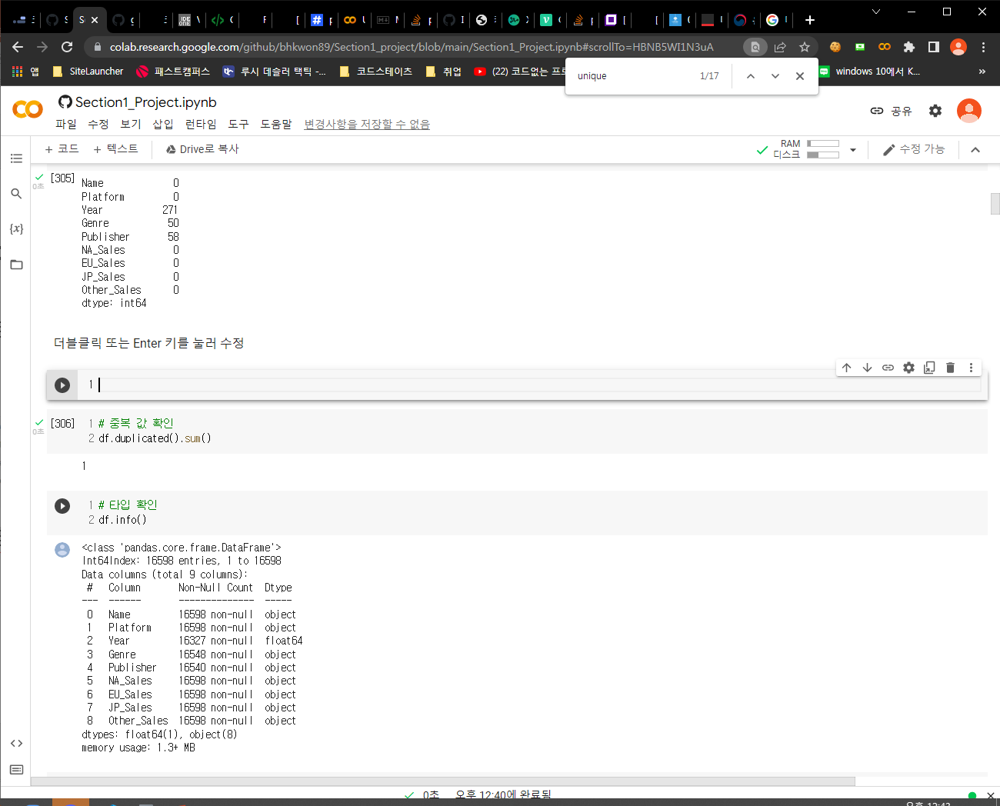 colab.research.google.com/github/bhkwon89/Section1_project/blob/main/Section1_Project.ipynb#scrollTo=HBNB5WI1N3uA
앱 SiteLauncher 패스트캠퍼스 루시 데슬러 택틱 -... 코드스테이츠 취업 (22) 코드없는 프로 windows 10에서 K... »
unique 1/17
Section1_Project.ipynb
공유
파일 수정 보기 삽입 런타임 도구 도움말 변경사항을 저장할 수 없음
+ 코드 + 텍스트 Drive로 복사 RAM 디스크 수정 가능
[305]
0초
Name 0
Platform 0
Year 271
Genre 50
Publisher 58
NA_Sales 0
EU_Sales 0
JP_Sales 0
Other_Sales 0
dtype: int64
더블클릭 또는 Enter 키를 눌러 수정
1
[306] 1 # 중복 값 확인
0초
2 df.duplicated().sum()
1
1 # 타입 확인
2 df.info()
<class 'pandas.core.frame.DataFrame'>
Int64Index: 16598 entries, 1 to 16598
Data columns (total 9 columns):
# Column Non-Null Count Dtype
--- ------ -------------- -----
0 Name 16598 non-null object
1 Platform 16598 non-null object
2 Year 16327 non-null float64
3 Genre 16548 non-null object
4 Publisher 16540 non-null object
5 NA_Sales 16598 non-null object
6 EU_Sales 16598 non-null object
7 JP_Sales 16598 non-null object
8 Other_Sales 16598 non-null object
dtypes: float64(1), object(8)
memory usage: 1.3+ MB
0초 오후 12:40에 완료됨